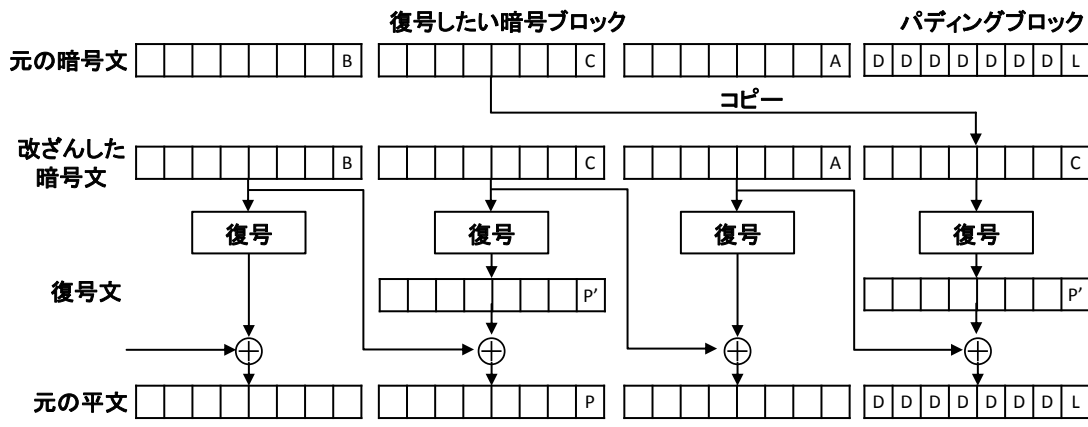 復号したい暗号ブロック
パディングブロック
元の暗号文
B
C
A
D D D D D D D L
コピー
改ざんした
暗号文
B
C
A
C
復号
復号
復号
復号
復号文
P'
P'
元の平文
P
D D D D D D D L